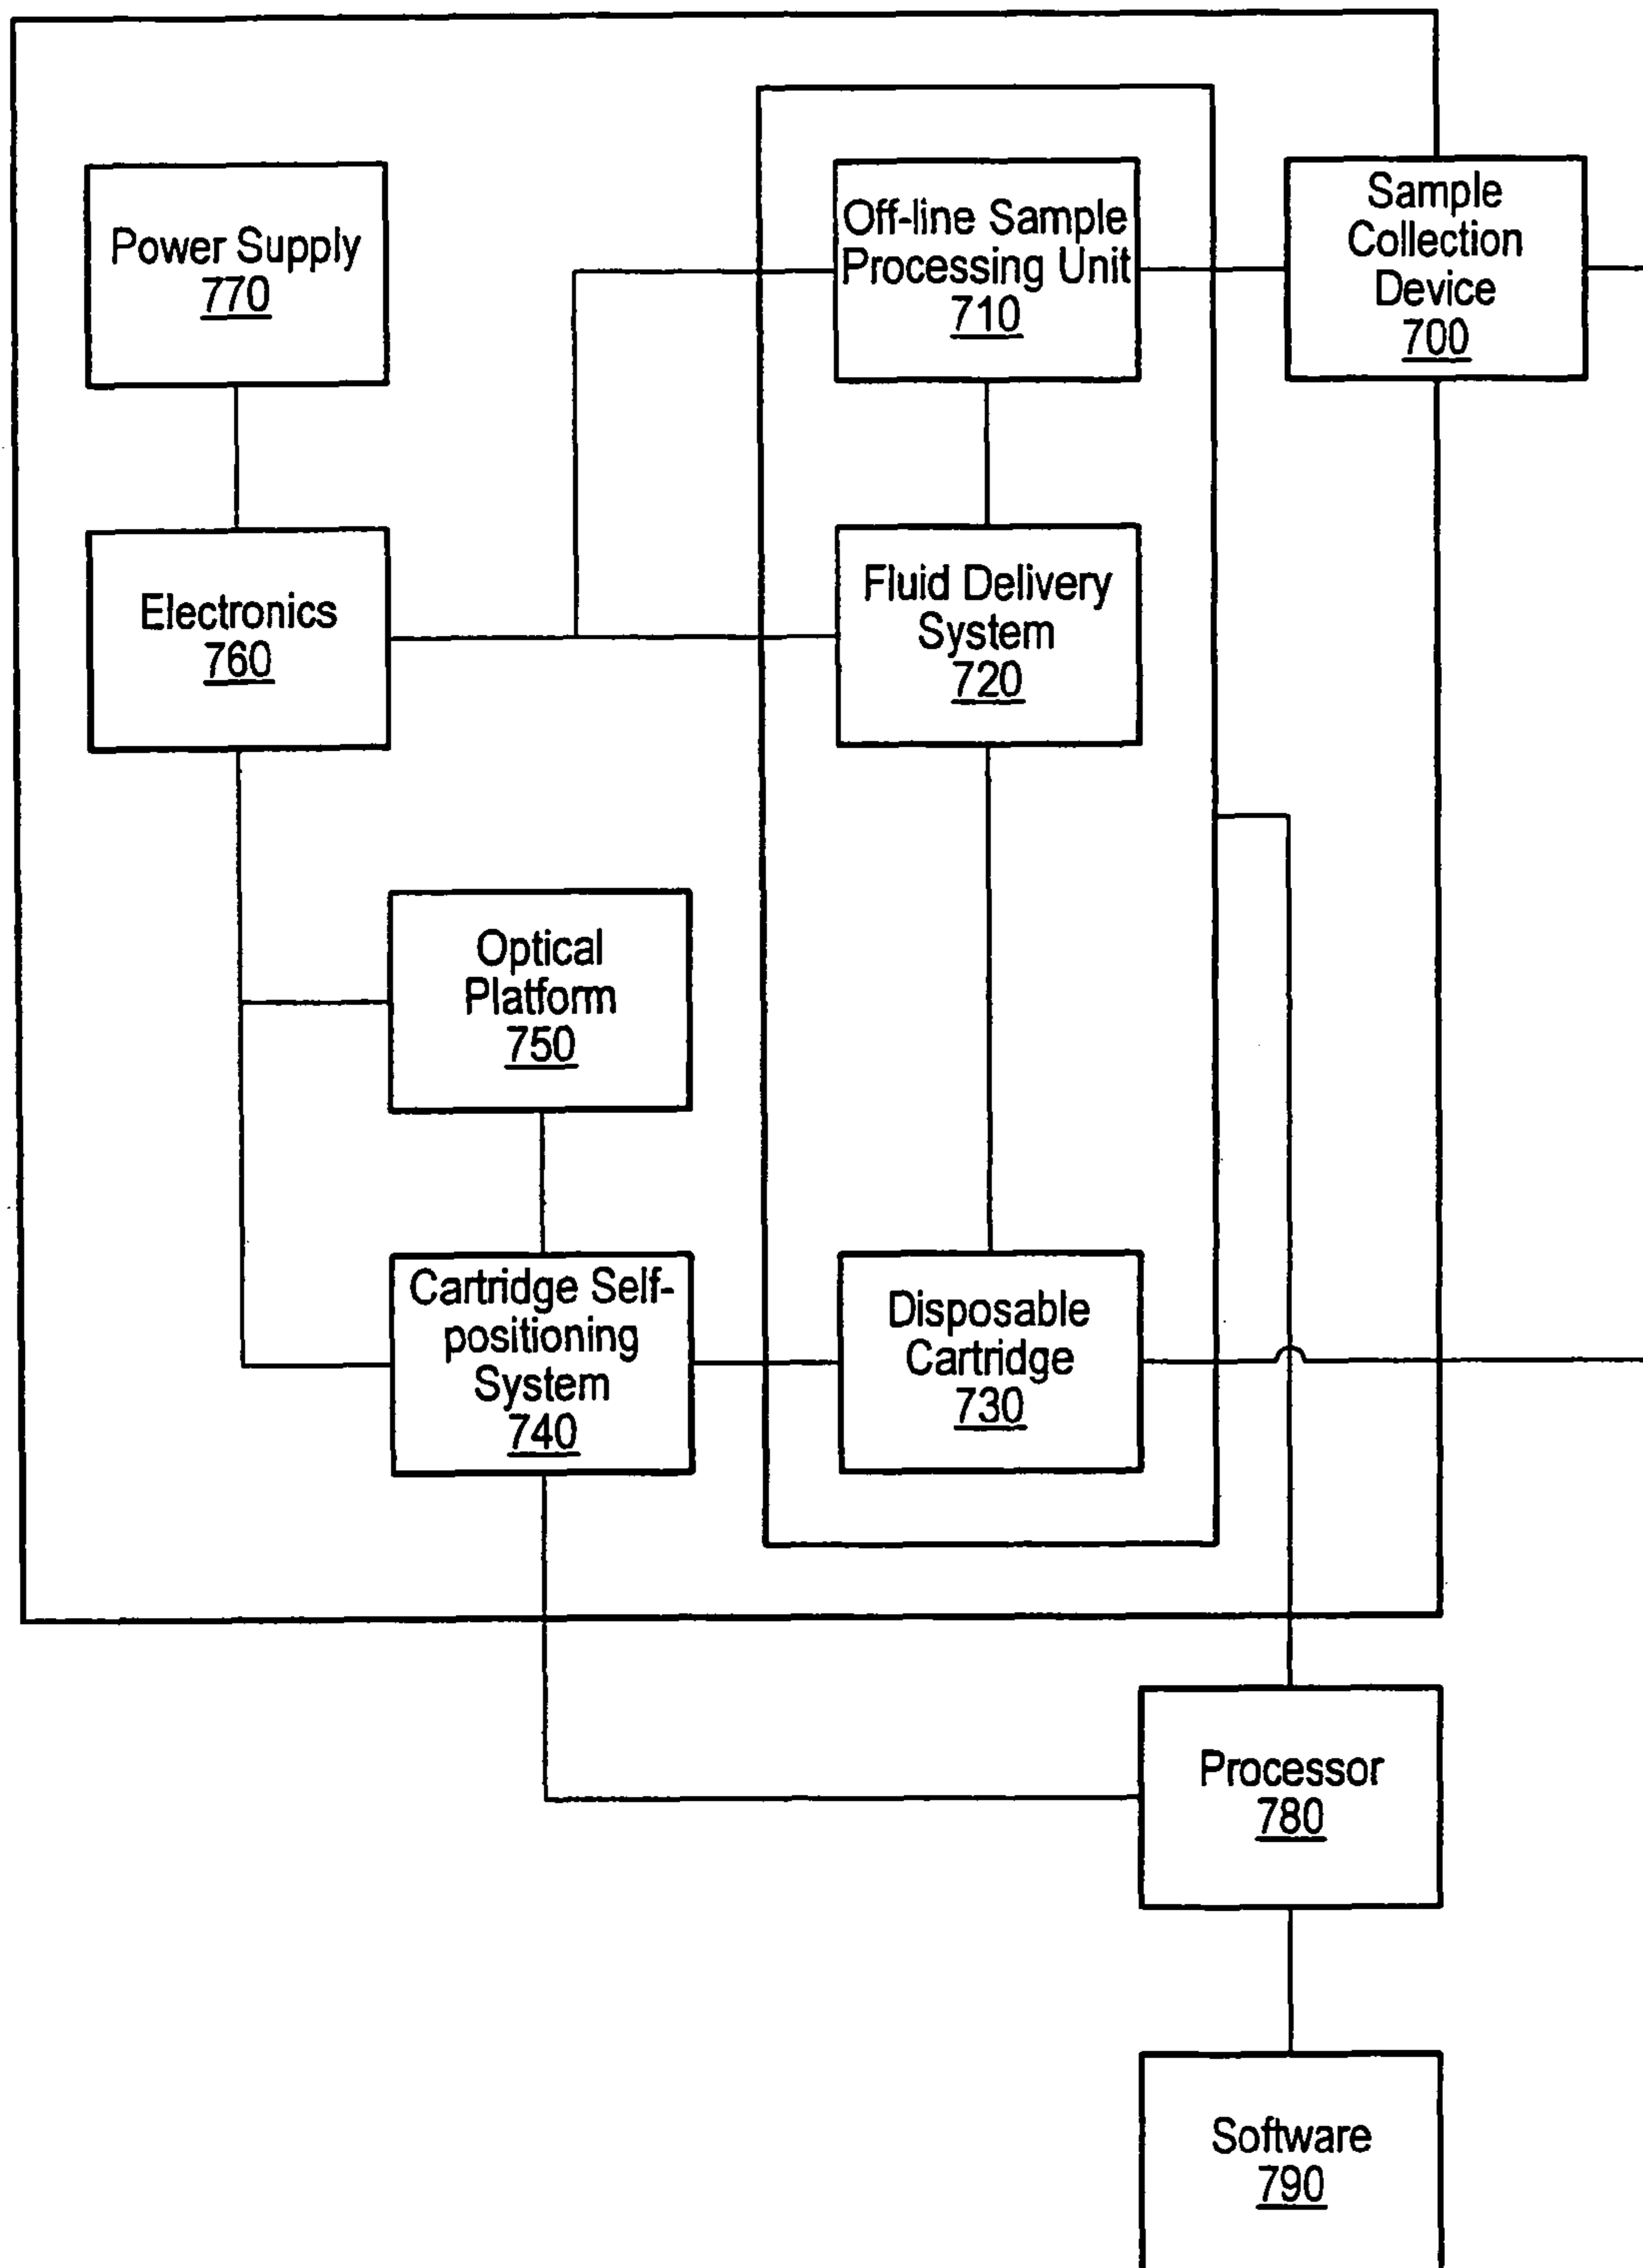 Power Supply
770
Off-line Sample
Processing Unit
710
Sample
Collection
Device
700
Electronics
760
Fluid Delivery
System
720
Optical
Platform
750
Cartridge Self-
positioning
System
740
Disposable
Cartridge
730
Processor
780
Software
790